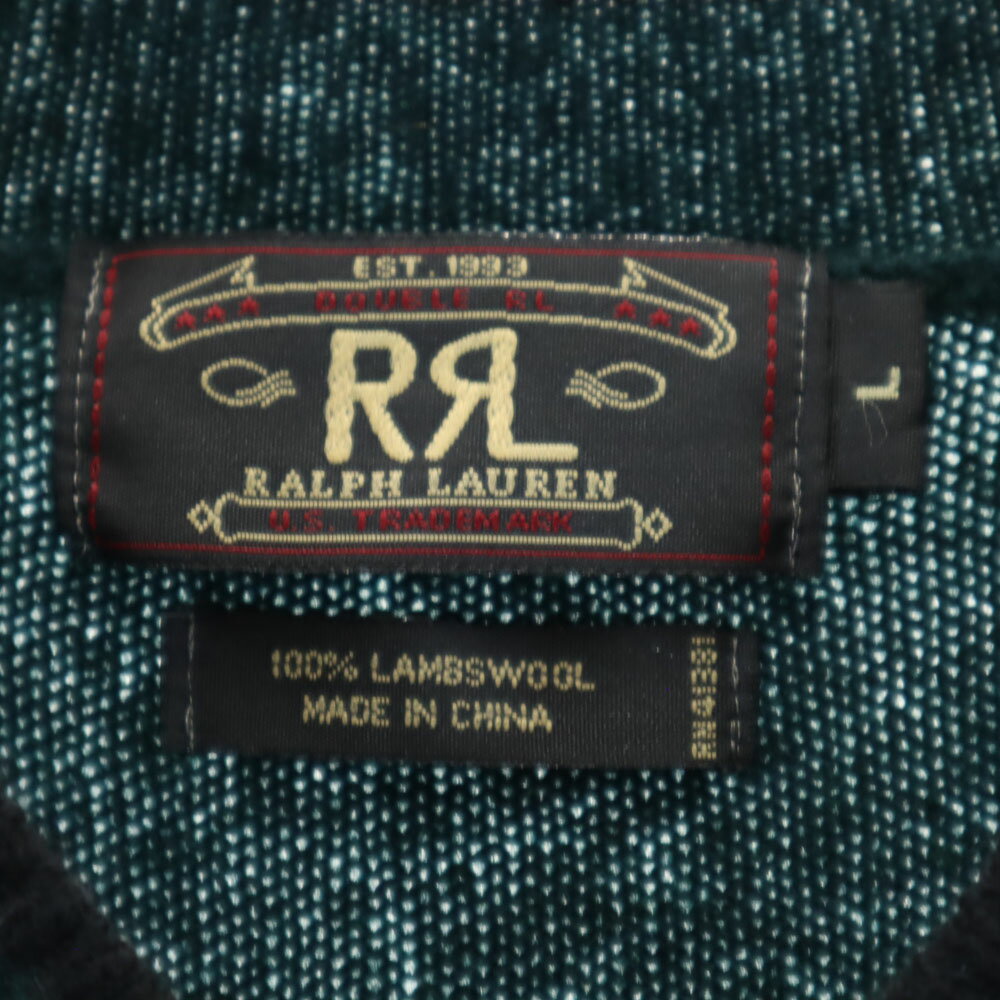 EST. 1993
DOUBLE RL
RRL
RALPH LAUREN
U.S. TRADEMARK
L
100% LAMBSWOOL
MADE IN CHINA